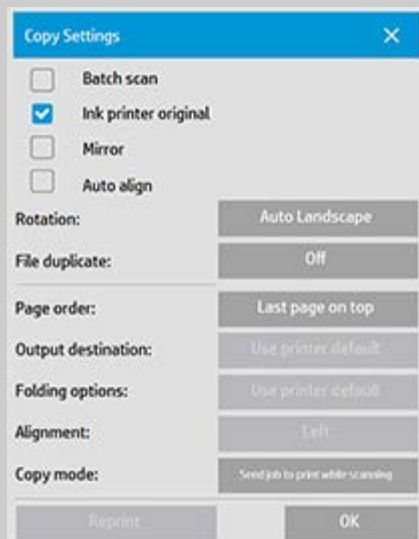 Copy Settings
Batch scan
Ink printer original
Mirror
Auto align
Rotation: Auto Landscape
File duplicate: Off
Page order: Last page on top
Output destination: Use printer default
Folding options: Use printer default
Alignment: Left
Copy mode: Send job to print while scanning
Reprint OK